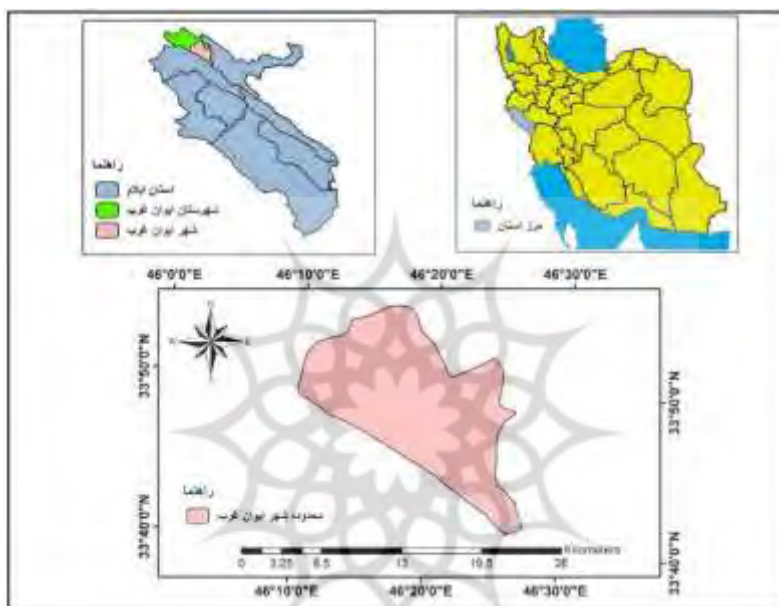 راهنما
استان ایلام
شهرستان ایوان غرب
شهر ایوان غرب
راهنما
مرز استان
46°0'0"E 46°10'0"E 46°20'0"E 46°30'0"E
33°50'0"N
33°40'0"N
33°50'0"N
33°40'0"N
N
E
S
راهنما
محدوده شهر ایوان غرب
Kilometers
0 3.25 6.5 13 19.5 26
46°10'0"E 46°20'0"E 46°30'0"E